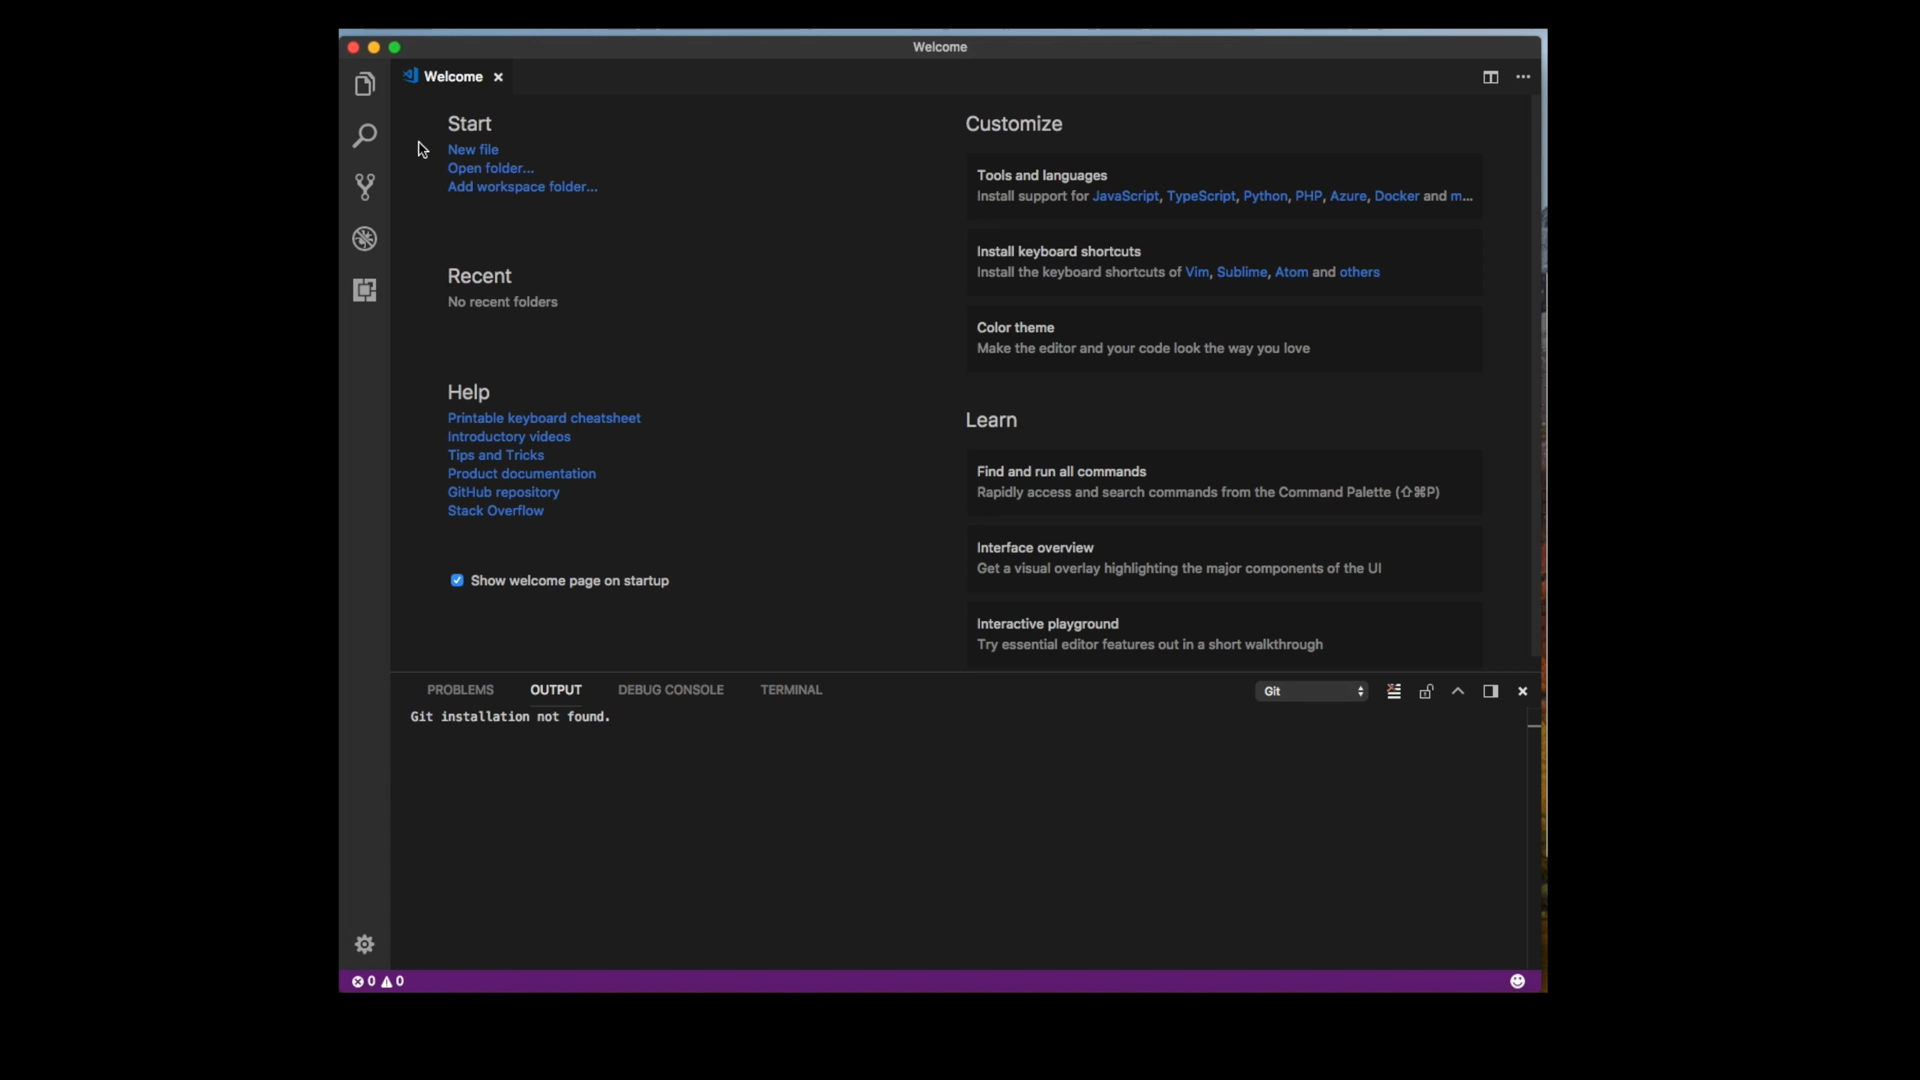 Welcome
Welcome
Start
New file
Open folder...
Add workspace folder...
Recent
No recent folders
Help
Printable keyboard cheatsheet
Introductory videos
Tips and Tricks
Product documentation
GitHub repository
Stack Overflow
Show welcome page on startup
Customize
Tools and languages
Install support for JavaScript, TypeScript, Python, PHP, Azure, Docker and m...
Install keyboard shortcuts
Install the keyboard shortcuts of Vim, Sublime, Atom and others
Color theme
Make the editor and your code look the way you love
Learn
Find and run all commands
Rapidly access and search commands from the Command Palette (⇧⌘P)
Interface overview
Get a visual overlay highlighting the major components of the UI
Interactive playground
Try essential editor features out in a short walkthrough
PROBLEMS OUTPUT DEBUG CONSOLE TERMINAL Git
Git installation not found.
0 0